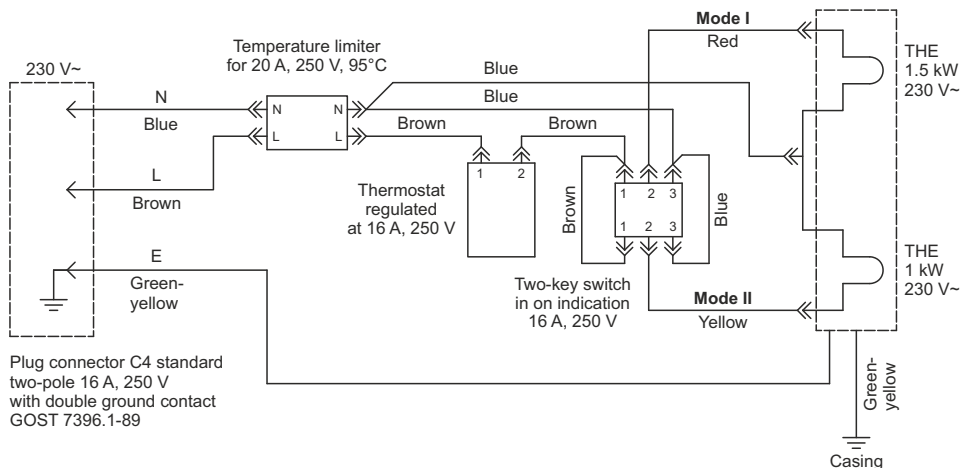 230 V~
N
Blue
L
Brown
E
Green-
yellow
Plug connector C4 standard
two-pole 16 A, 250 V
with double ground contact
GOST 7396.1-89
Temperature limiter
for 20 A, 250 V, 95°C
N
N
L
L
Blue
Blue
Brown
Brown
1
2
Thermostat
regulated
at 16 A, 250 V
Mode I
Red
Brown
1
2
3
1
2
3
Blue
Two-key switch
in on indication
16 A, 250 V
Mode II
Yellow
THE
1.5 kW
230 V~
THE
1 kW
230 V~
Green-
yellow
Casing